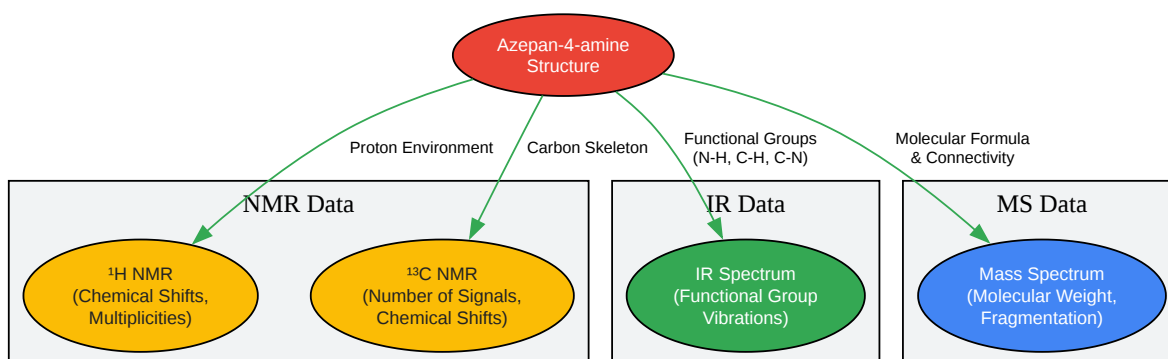 Azepan-4-amine
Structure
Proton Environment
Carbon Skeleton
Functional Groups
(N-H, C-H, C-N)
Molecular Formula
& Connectivity
NMR Data
IR Data
MS Data
¹H NMR
(Chemical Shifts,
Multiplicities)
¹³C NMR
(Number of Signals,
Chemical Shifts)
IR Spectrum
(Functional Group
Vibrations)
Mass Spectrum
(Molecular Weight,
Fragmentation)